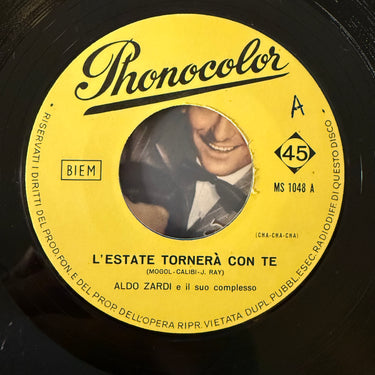 Phonocolor
A
BIEM
45
MS 1048 A
(CHA-CHA-CHA)
L'ESTATE TORNERÀ CON TE
(MOGOL-CALIBI-J. RAY)
ALDO ZARDI e il suo complesso
RISERVATI I DIRITTI DEL PROD. FON. E DEL PROP. DELL'OPERA RIPR. VIETATA DUPL. PUBBL. ESEC. RADIODIFF. DI QUESTO DISCO